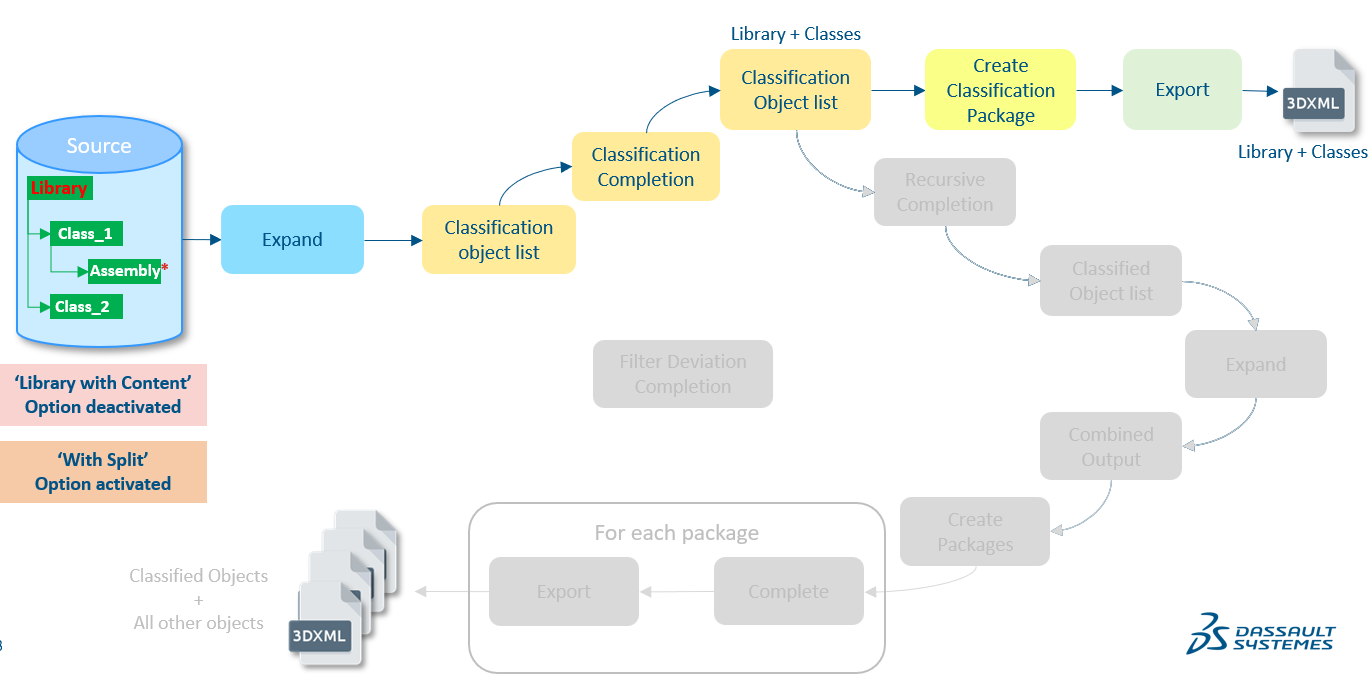 Library + Classes
Classification
Object list
Create
Classification
Package
Export
3DXML
Library + Classes
Source
Library
Class_1
Assembly*
Class_2
Expand
Classification
object list
Classification
Completion
Recursive
Completion
Classified
Object list
Expand
Filter Deviation
Completion
‘Library with Content’
Option deactivated
‘With Split’
Option activated
Combined
Output
Create
Packages
For each package
Export
Complete
Classified Objects
+
All other objects
3DXML
DASSAULT
SYSTEMES